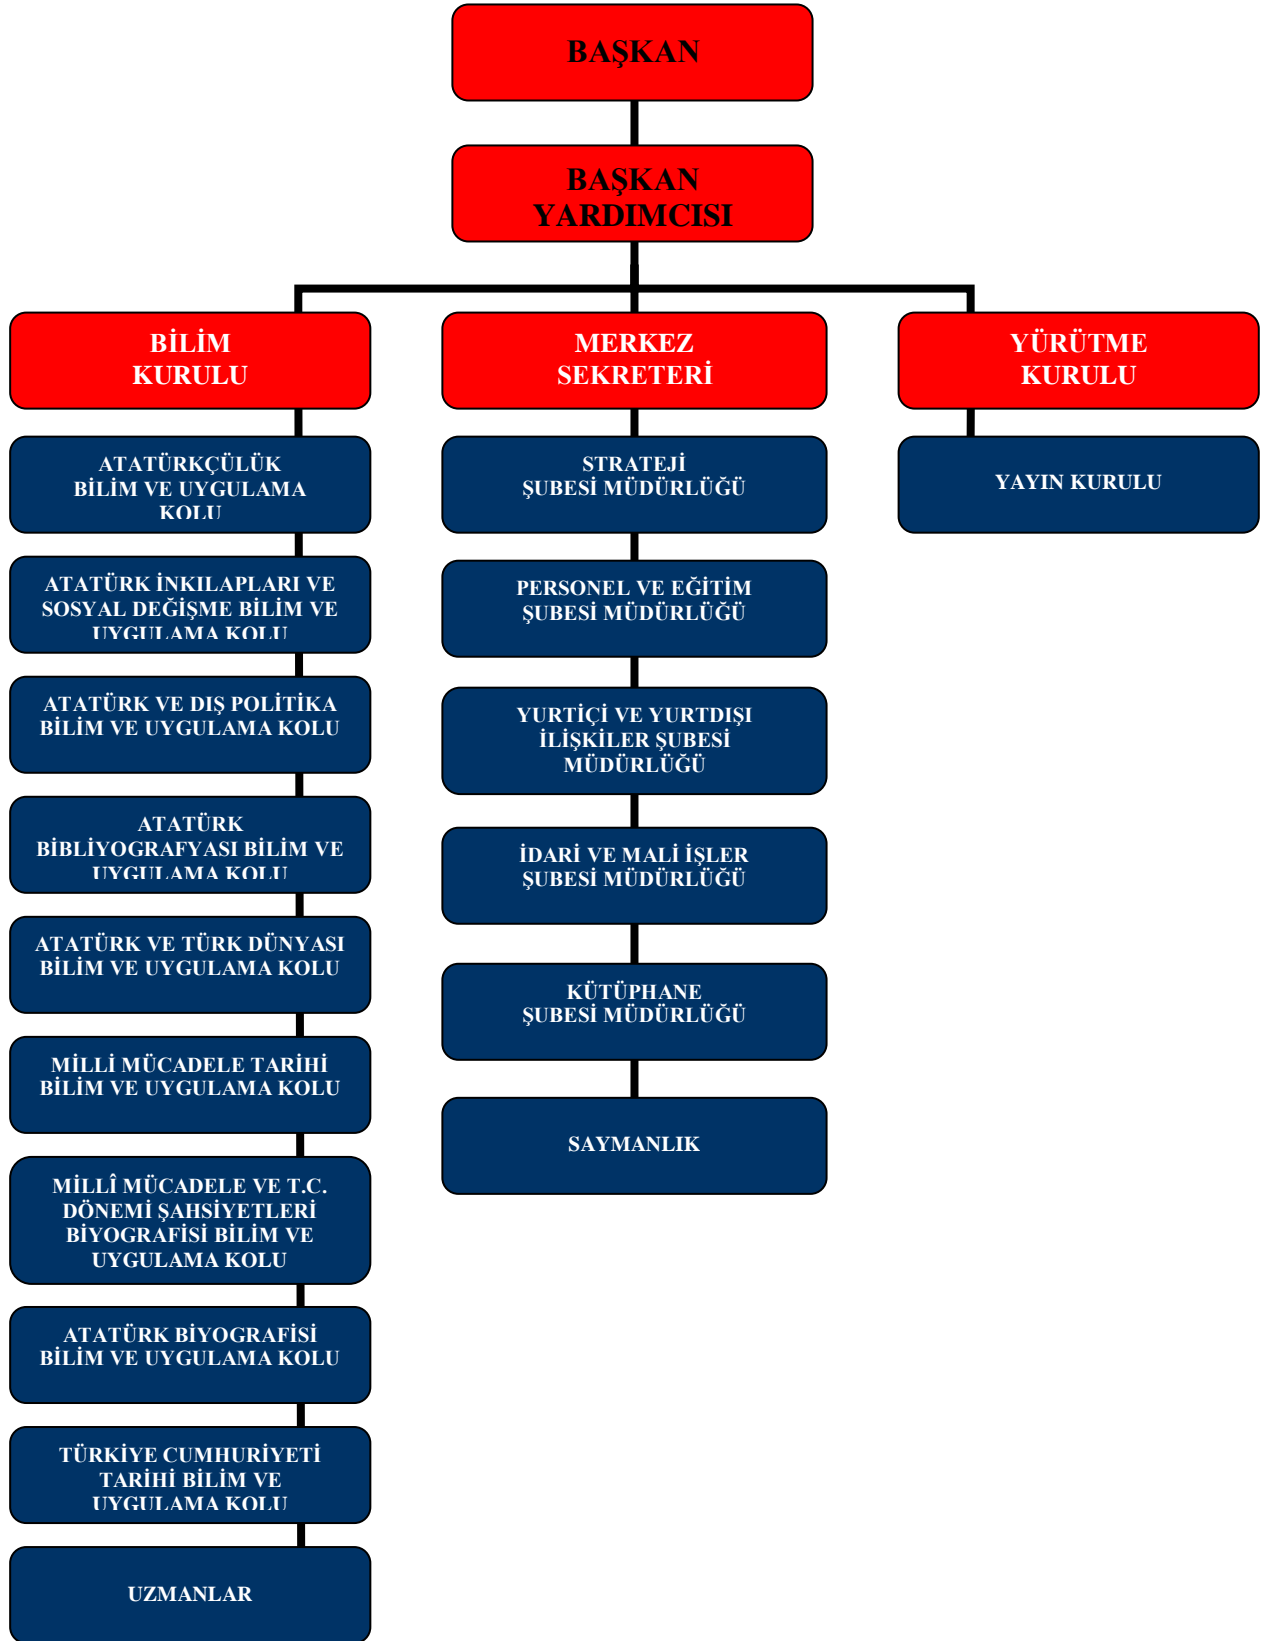 BAŞKAN
BAŞKAN
YARDIMCISI
BİLİM
KURULU
MERKEZ
SEKRETERİ
YÜRÜTME
KURULU
ATATÜRKÇÜLÜK
BİLİM VE UYGULAMA
KOLU
ATATÜRK İNKILAPLARI VE
SOSYAL DEĞİŞME BİLİM VE
UYGULAMA KOLU
ATATÜRK VE DIŞ POLİTİKA
BİLİM VE UYGULAMA KOLU
ATATÜRK
BİBLİYOGRAFYASI BİLİM VE
UYGULAMA KOLU
ATATÜRK VE TÜRK DÜNYASI
BİLİM VE UYGULAMA KOLU
MİLLİ MÜCADELE TARİHİ
BİLİM VE UYGULAMA KOLU
MİLLÎ MÜCADELE VE T.C.
DÖNEMİ ŞAHSİYETLERİ
BİYOGRAFİSİ BİLİM VE
UYGULAMA KOLU
ATATÜRK BİYOGRAFİSİ
BİLİM VE UYGULAMA KOLU
TÜRKİYE CUMHURİYETİ
TARİHİ BİLİM VE
UYGULAMA KOLU
UZMANLAR
STRATEJİ
ŞUBESİ MÜDÜRLÜĞÜ
PERSONEL VE EĞİTİM
ŞUBESİ MÜDÜRLÜĞÜ
YURTİÇİ VE YURTDIŞI
İLİŞKİLER ŞUBESİ
MÜDÜRLÜĞÜ
İDARİ VE MALİ İŞLER
ŞUBESİ MÜDÜRLÜĞÜ
KÜTÜPHANE
ŞUBESİ MÜDÜRLÜĞÜ
SAYMANLIK
YAYIN KURULU